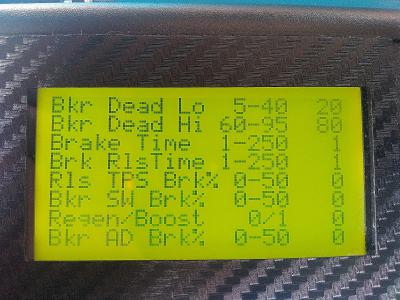 Bkr Dead Lo 5-40 20
Bkr Dead Hi 60-95 80
Brake Time 1-250 1
Brk RlsTime 1-250 1
Rls TPS Brk% 0-50 0
Bkr SW Brk% 0-50 0
Regen/Boost 0/1 0
Bkr AD Brk% 0-50 0